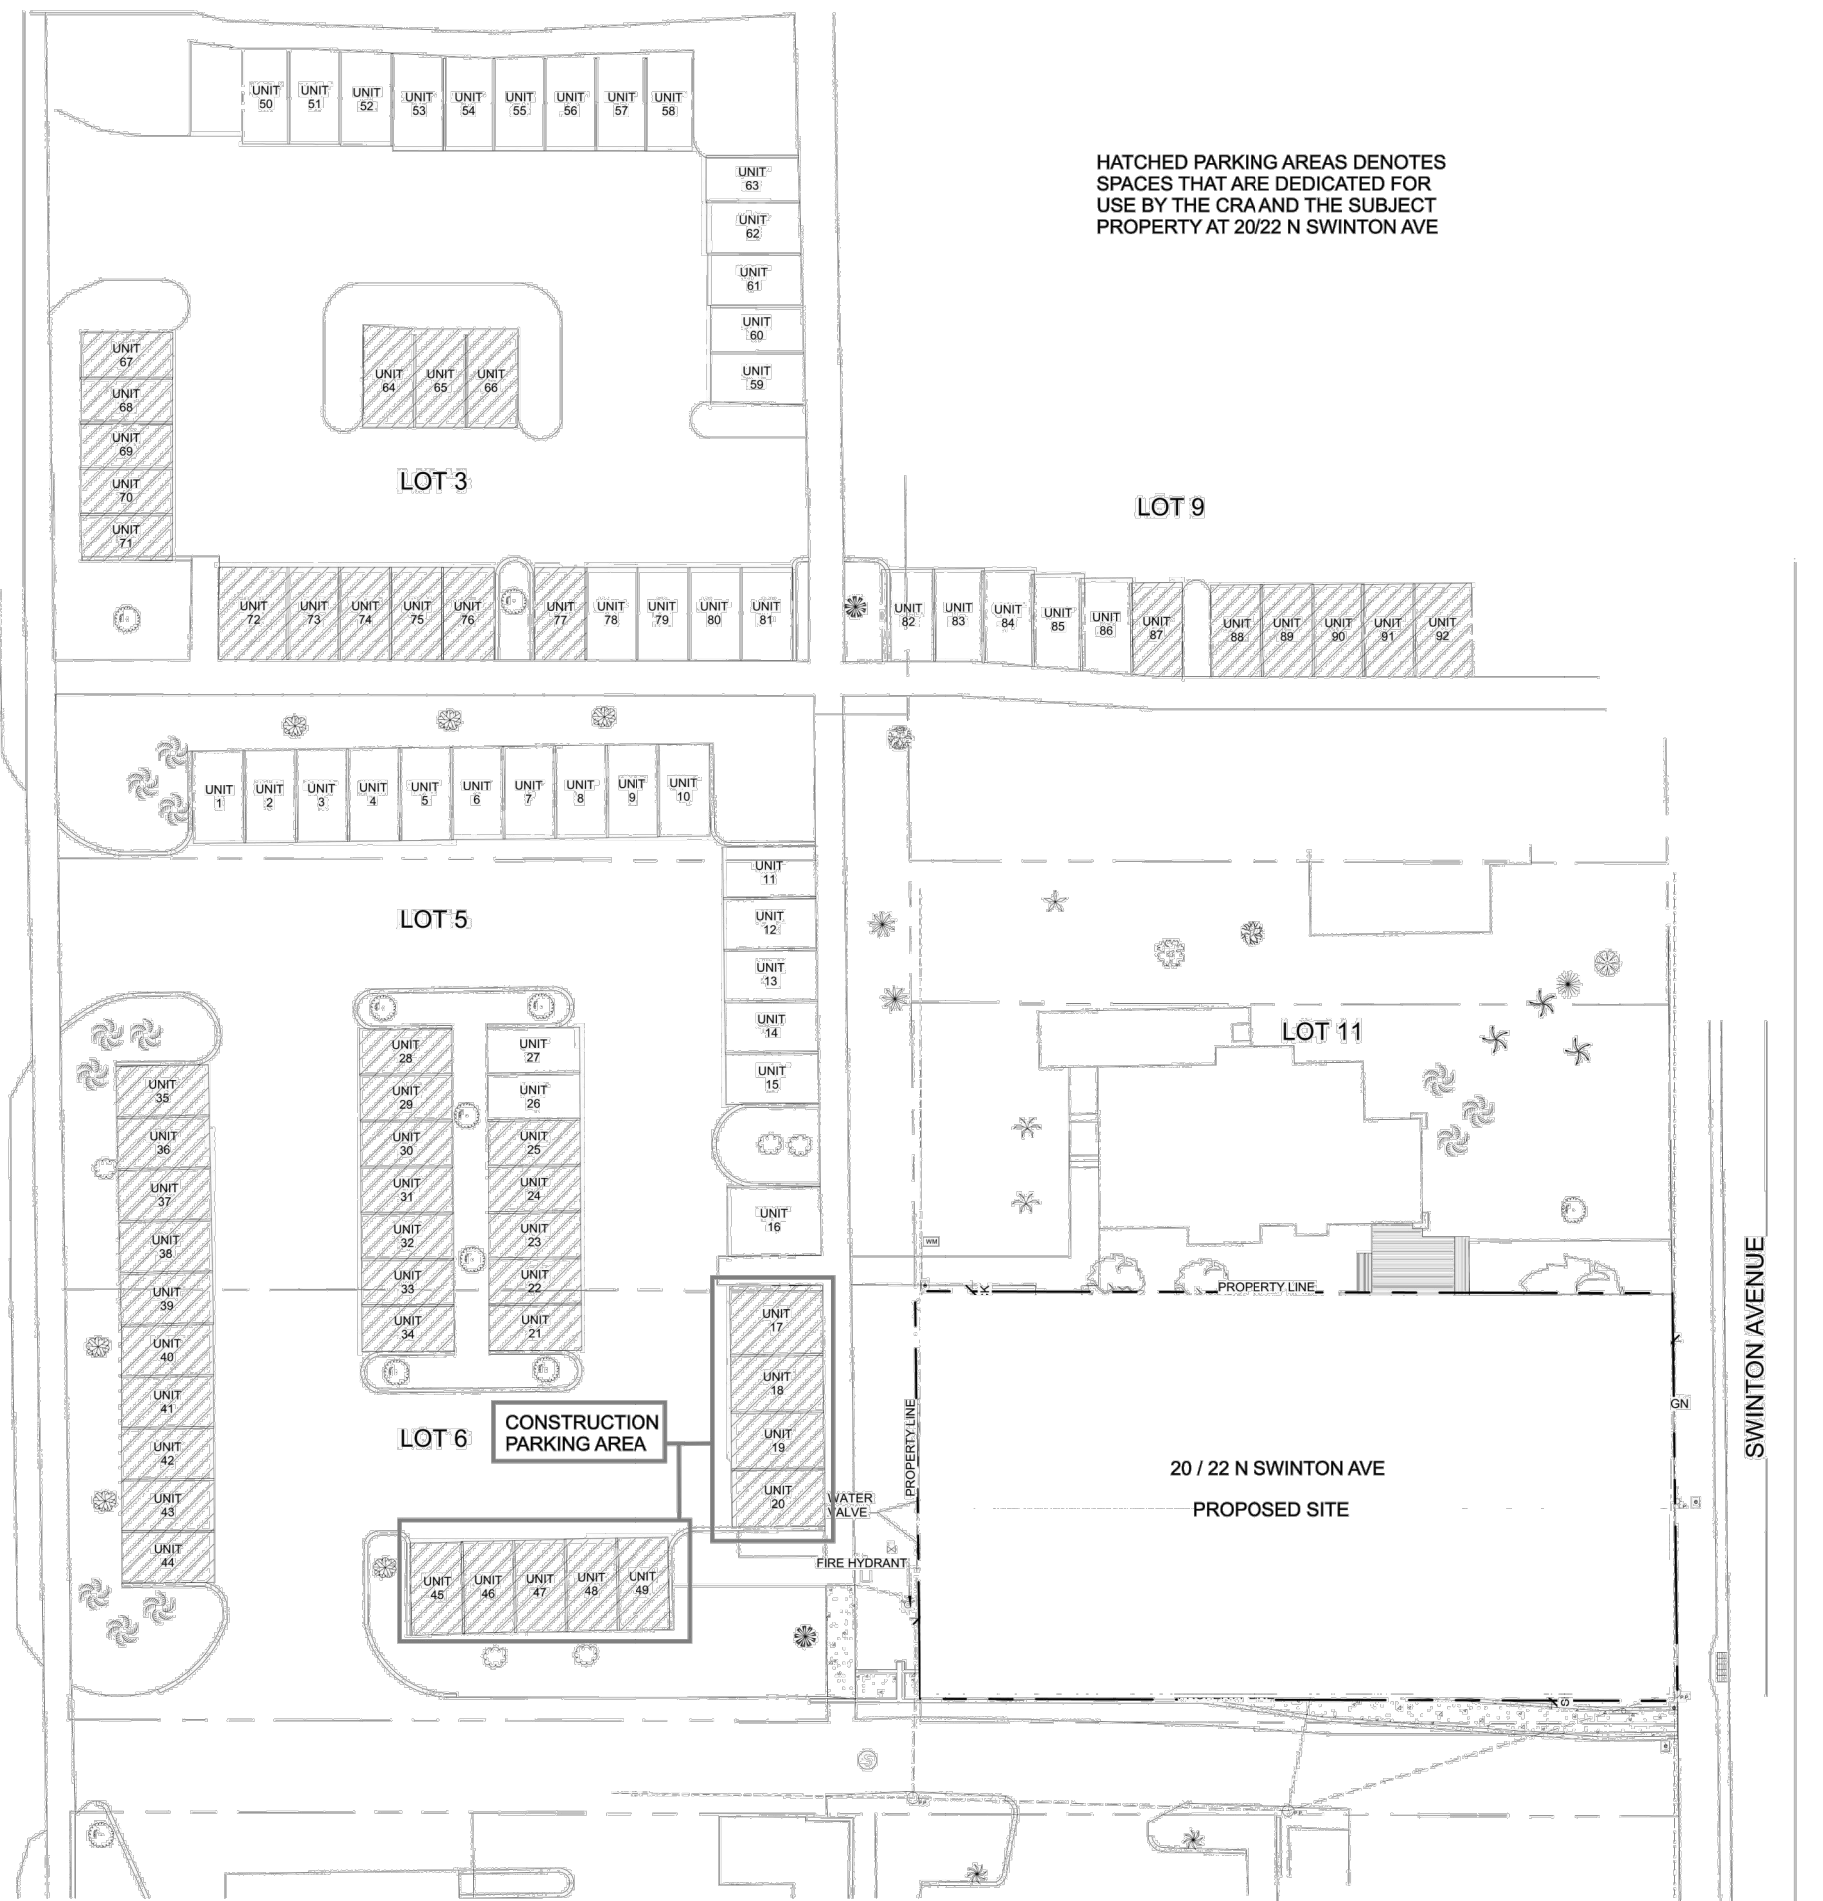 UNIT
50
UNIT
51
UNIT
52
UNIT
53
UNIT
54
UNIT
55
UNIT
56
UNIT
57
UNIT
58
HATCHED PARKING AREAS DENOTES
SPACES THAT ARE DEDICATED FOR
USE BY THE CRA AND THE SUBJECT
PROPERTY AT 20/22 N SWINTON AVE
UNIT
63
UNIT
62
UNIT
61
UNIT
60
UNIT
59
UNIT
67
UNIT
68
UNIT
69
UNIT
70
UNIT
71
UNIT
64
UNIT
65
UNIT
66
LOT 3
LOT 9
UNIT
72
UNIT
73
UNIT
74
UNIT
75
UNIT
76
UNIT
77
UNIT
78
UNIT
79
UNIT
80
UNIT
81
UNIT
82
UNIT
83
UNIT
84
UNIT
85
UNIT
86
UNIT
87
UNIT
88
UNIT
89
UNIT
90
UNIT
91
UNIT
92
UNIT
1
UNIT
2
UNIT
3
UNIT
4
UNIT
5
UNIT
6
UNIT
7
UNIT
8
UNIT
9
UNIT
10
UNIT
11
UNIT
12
UNIT
13
UNIT
14
UNIT
15
UNIT
16
LOT 5
LOT 11
UNIT
28
UNIT
29
UNIT
30
UNIT
31
UNIT
32
UNIT
33
UNIT
34
UNIT
27
UNIT
26
UNIT
25
UNIT
24
UNIT
23
UNIT
22
UNIT
21
UNIT
35
UNIT
36
UNIT
37
UNIT
38
UNIT
39
UNIT
40
UNIT
41
UNIT
42
UNIT
43
UNIT
44
WM
PROPERTY LINE
UNIT
17
UNIT
18
UNIT
19
UNIT
20
CONSTRUCTION
PARKING AREA
LOT 6
PROPERTY LINE
GN
SWINTON AVENUE
20 / 22 N SWINTON AVE
PROPOSED SITE
WATER
VALVE
FIRE HYDRANT
UNIT
45
UNIT
46
UNIT
47
UNIT
48
UNIT
49
S